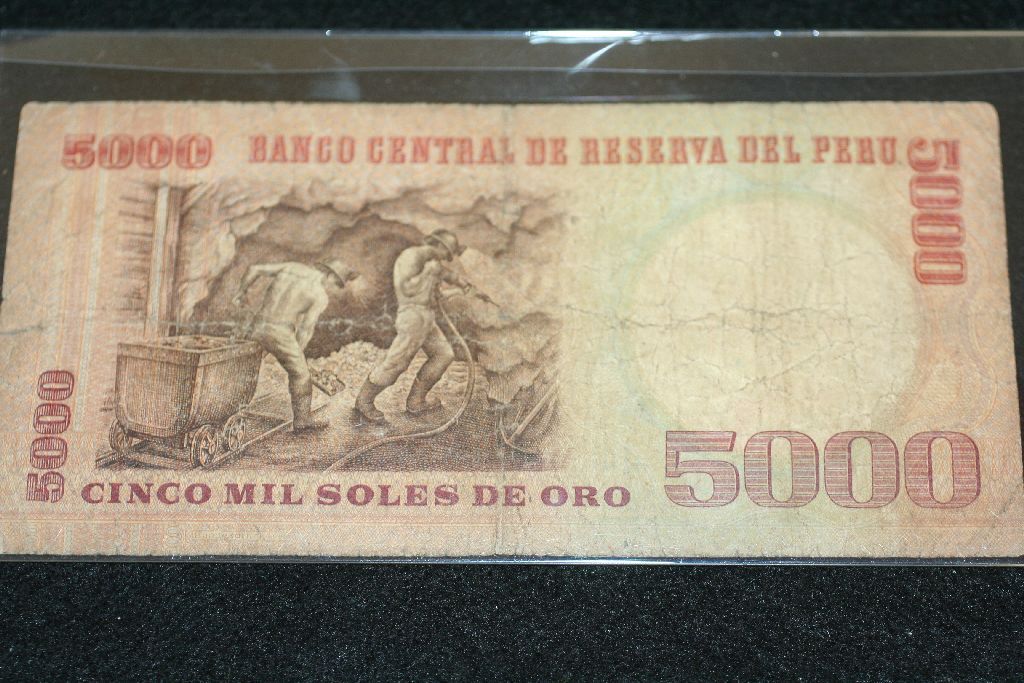 5000 BANCO CENTRAL DE RESERVA DEL PERU 5000
5000
CINCO MIL SOLES DE ORO 5000